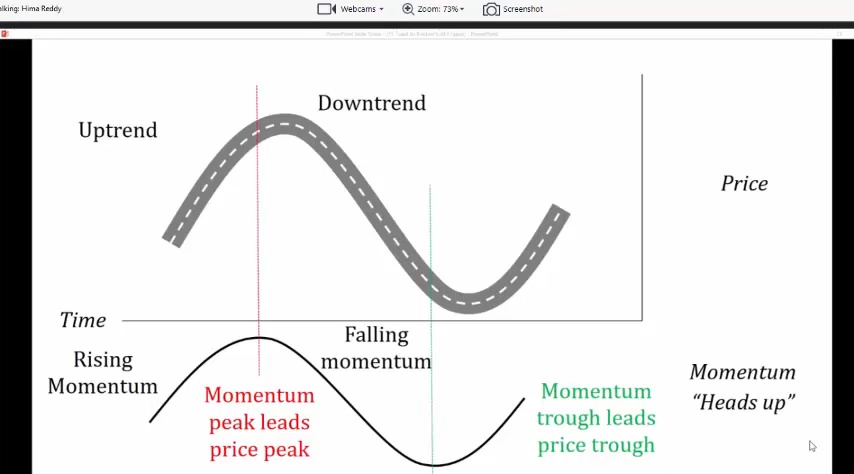 alking: Hima Reddy
Webcams
Zoom: 73%
Screenshot
Downtrend
Uptrend
Price
Time
Falling
momentum
Rising
Momentum
Momentum
peak leads
price peak
Momentum
trough leads
price trough
Momentum
“Heads up”